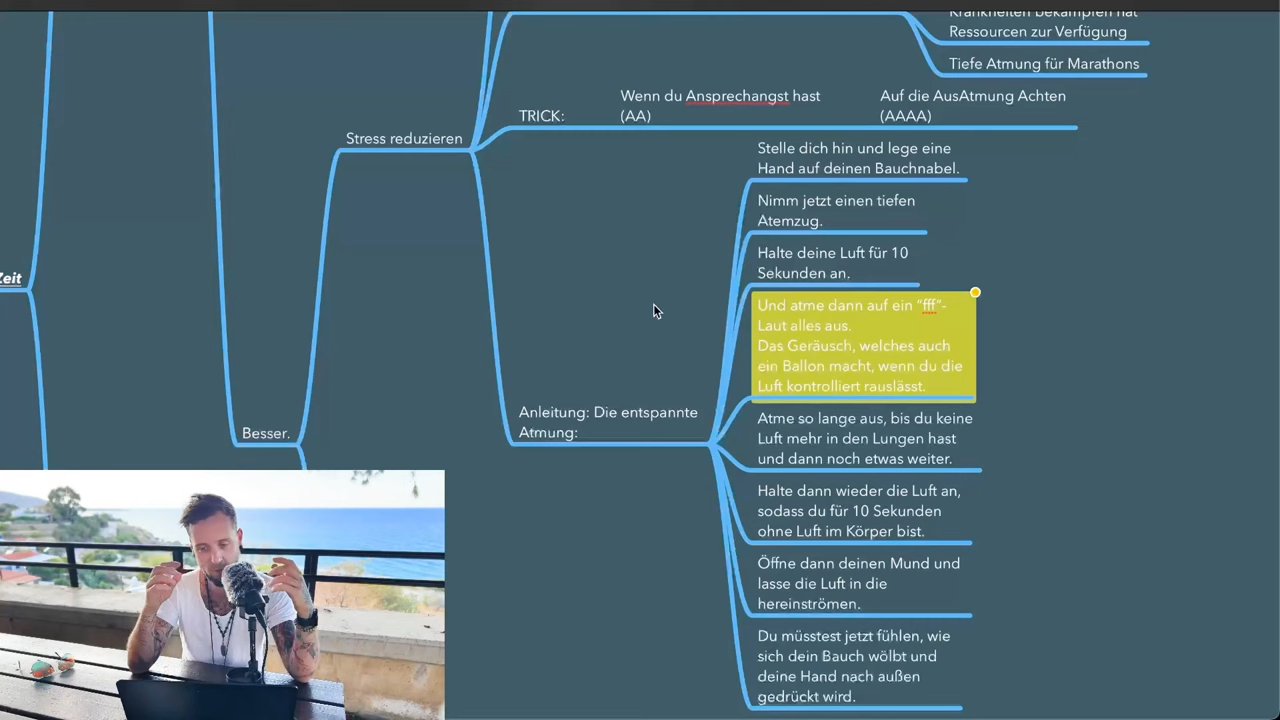 Krankheiten bekämpfen hat
Ressourcen zur Verfügung
Tiefe Atmung für Marathons
Stress reduzieren
TRICK:
Wenn du Ansprechangst hast
(AA)
Auf die AusAtmung Achten
(AAAA)
Zeit
Besser.
Anleitung: Die entspannte
Atmung:
Stelle dich hin und lege eine
Hand auf deinen Bauchnabel.
Nimm jetzt einen tiefen
Atemzug.
Halte deine Luft für 10
Sekunden an.
Und atme dann auf ein "fff"-
Laut alles aus.
Das Geräusch, welches auch
ein Ballon macht, wenn du die
Luft kontrolliert rauslässt.
Atme so lange aus, bis du keine
Luft mehr in den Lungen hast
und dann noch etwas weiter.
Halte dann wieder die Luft an,
sodass du für 10 Sekunden
ohne Luft im Körper bist.
Öffne dann deinen Mund und
lasse die Luft in die
hereinströmen.
Du müsstest jetzt fühlen, wie
sich dein Bauch wölbt und
deine Hand nach außen
gedrückt wird.